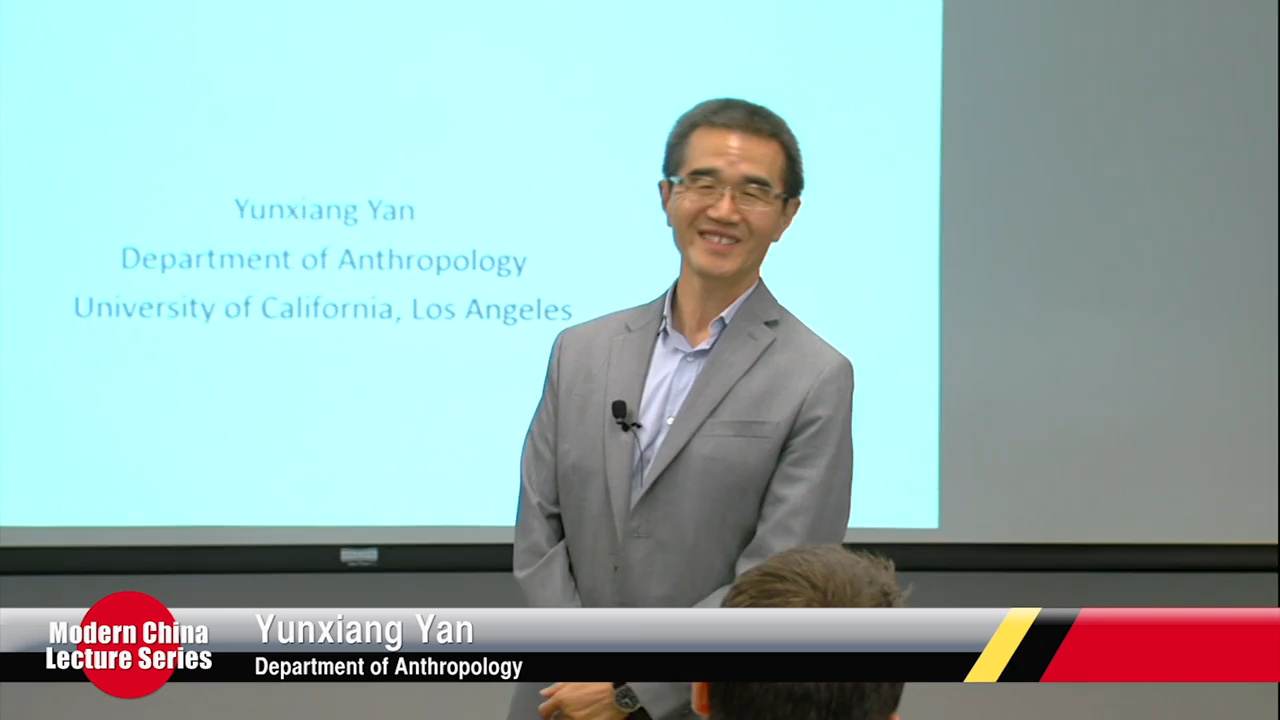 Yunxiang Yan
Department of Anthropology
University of California, Los Angeles
Modern China
Lecture Series
Yunxiang Yan
Department of Anthropology